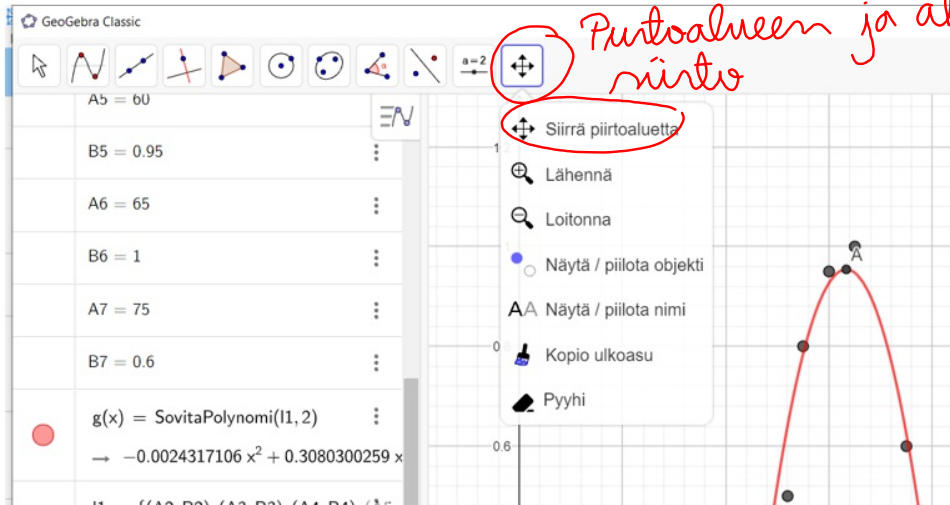 GeoGebra Classic
Piirtoalueen ja
siirto
a=2
A5 = 60
B5 = 0.95
A6 = 65
B6 = 1
A7 = 75
B7 = 0.6
g(x) = SovitaPolynomi(l1, 2)
→ −0.0024317106 x² + 0.3080300259 x
Siirrä piirtoaluetta
Lähennä
Loitonna
Näytä / piilota objekti
AA Näytä / piilota nimi
Kopio ulkoasu
Pyyhi
A
0.6